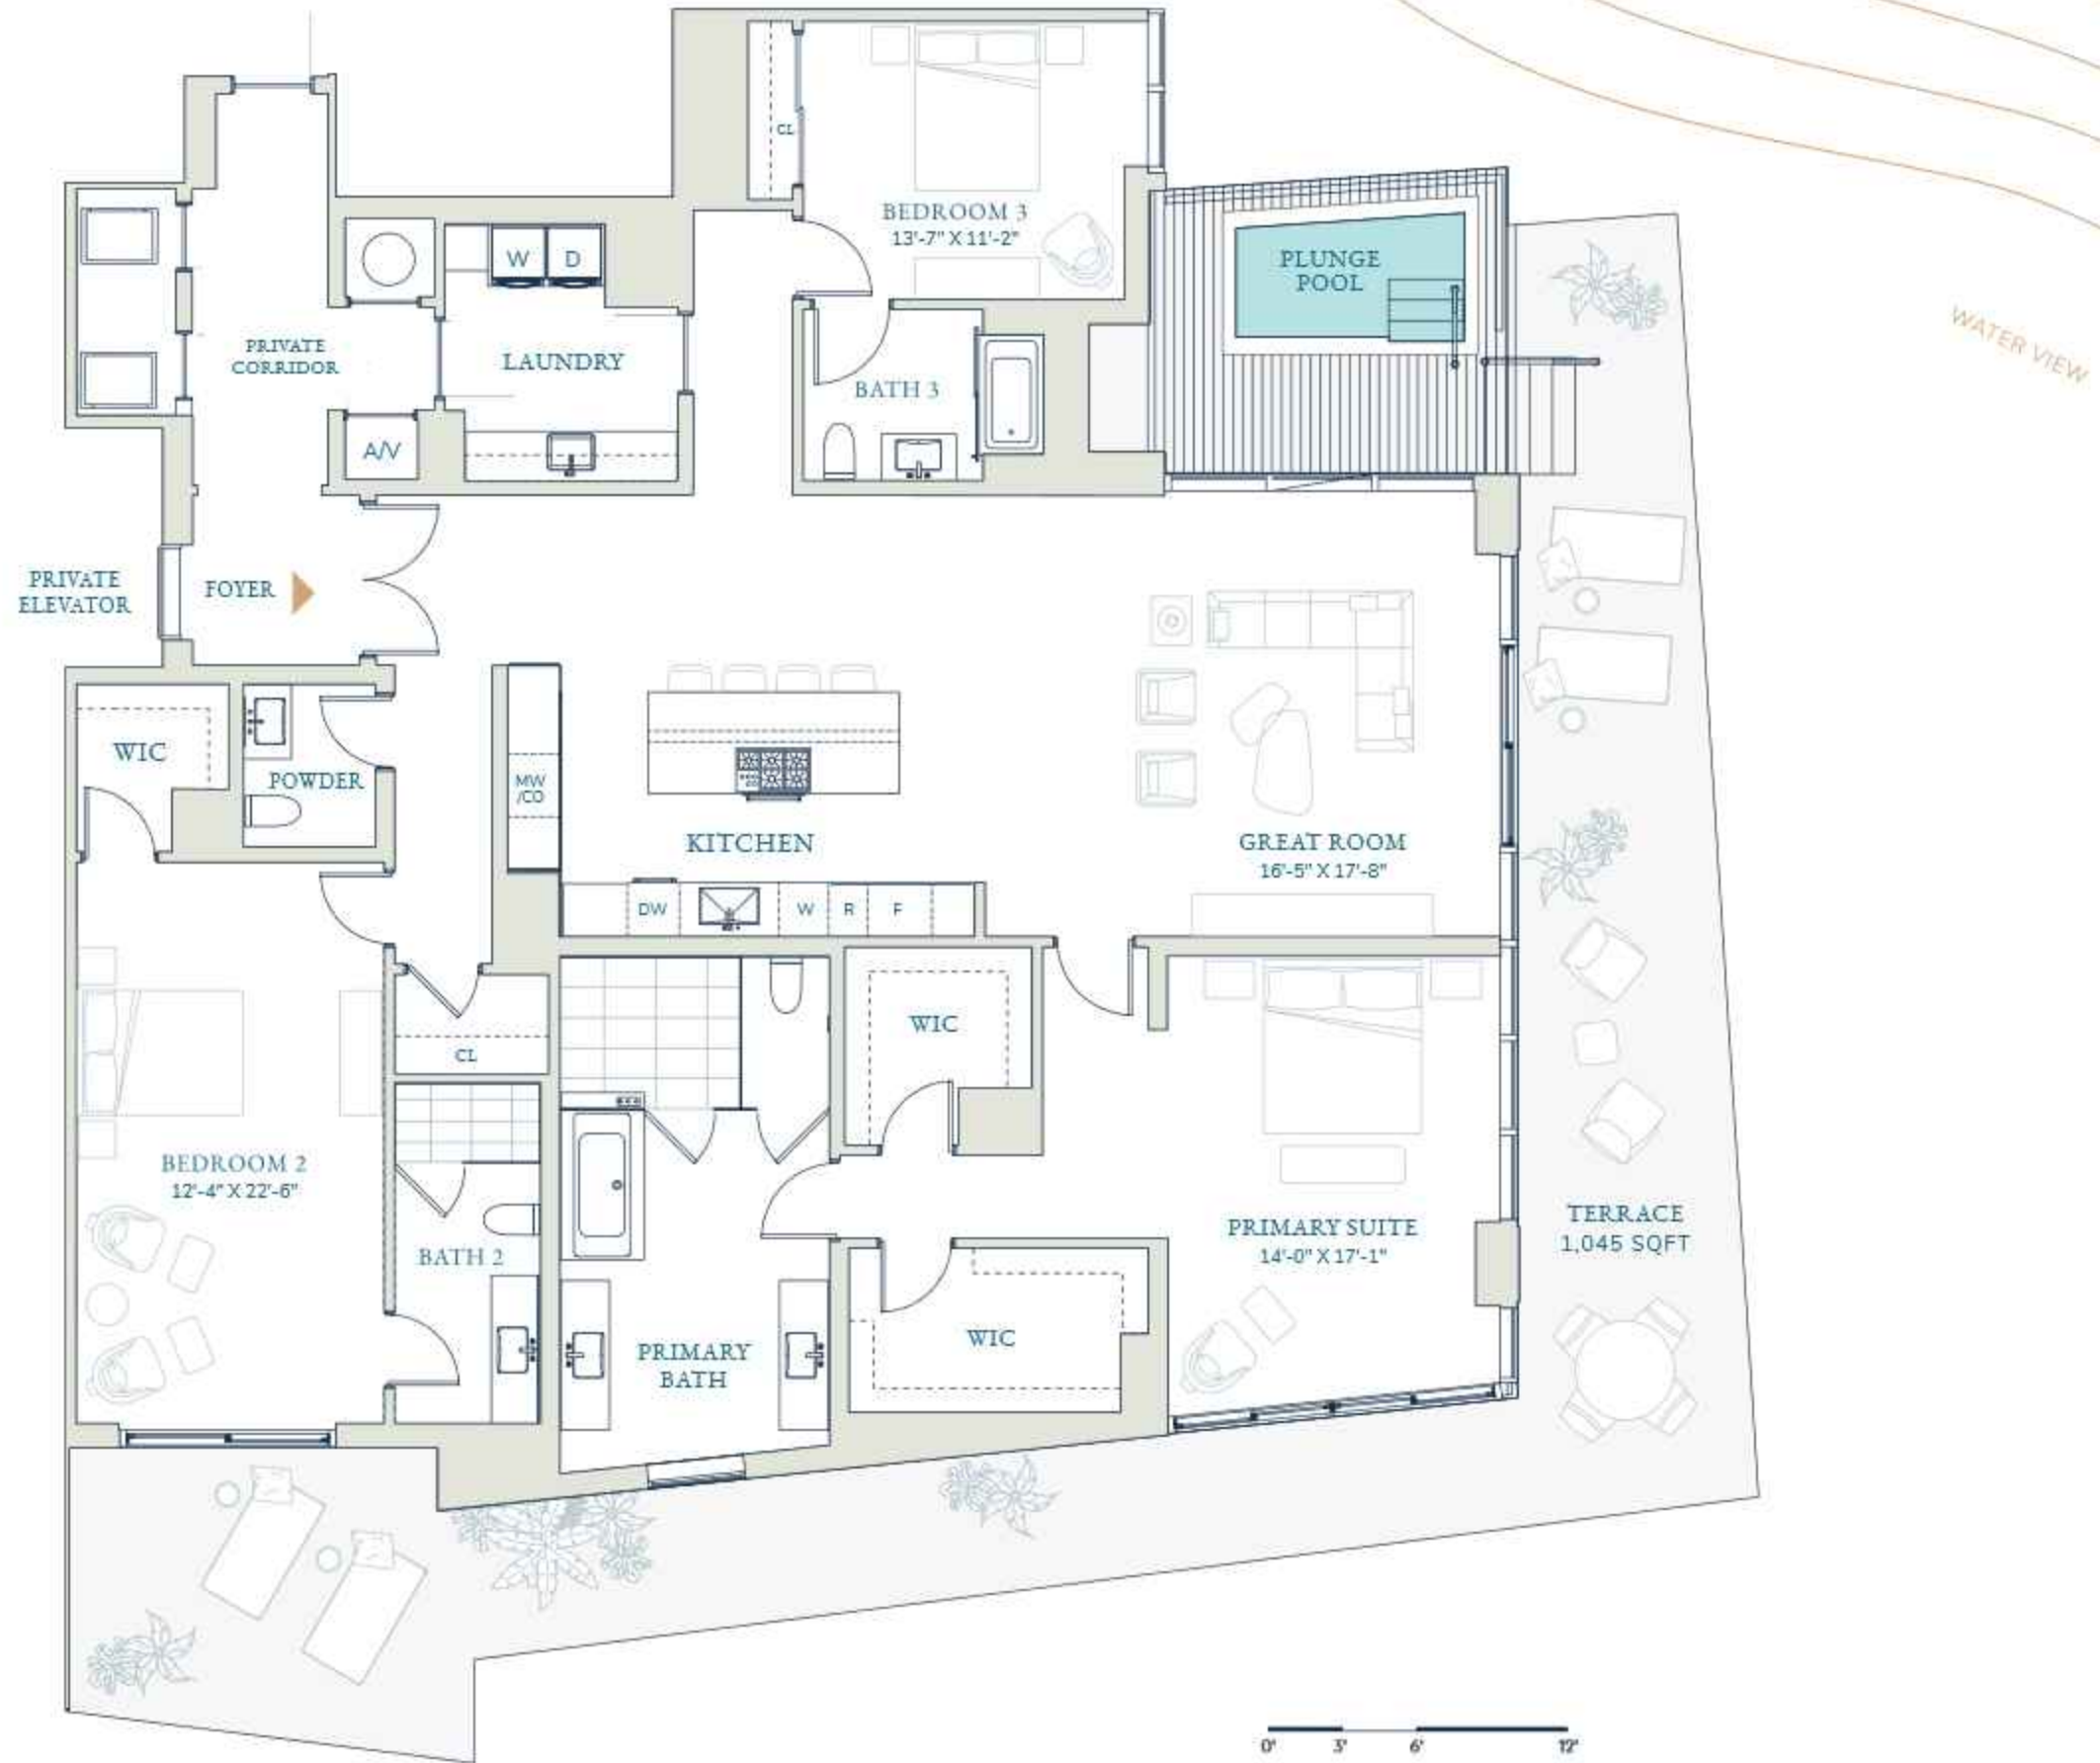 CL
BEDROOM 3
13'-7" X 11'-2"
PLUNGE
POOL
W D
WATER VIEW
PRIVATE
CORRIDOR
LAUNDRY
BATH 3
A/V
PRIVATE
ELEVATOR
FOYER
WIC
POWDER
MW
/CO
KITCHEN
GREAT ROOM
16'-5" X 17'-8"
DW W R F
WIC
CL
BEDROOM 2
12'-4" X 22'-6"
BATH 2
PRIMARY SUITE
14'-0" X 17'-1"
TERRACE
1,045 SQFT
PRIMARY
BATH
WIC
0' 3' 6' 12'